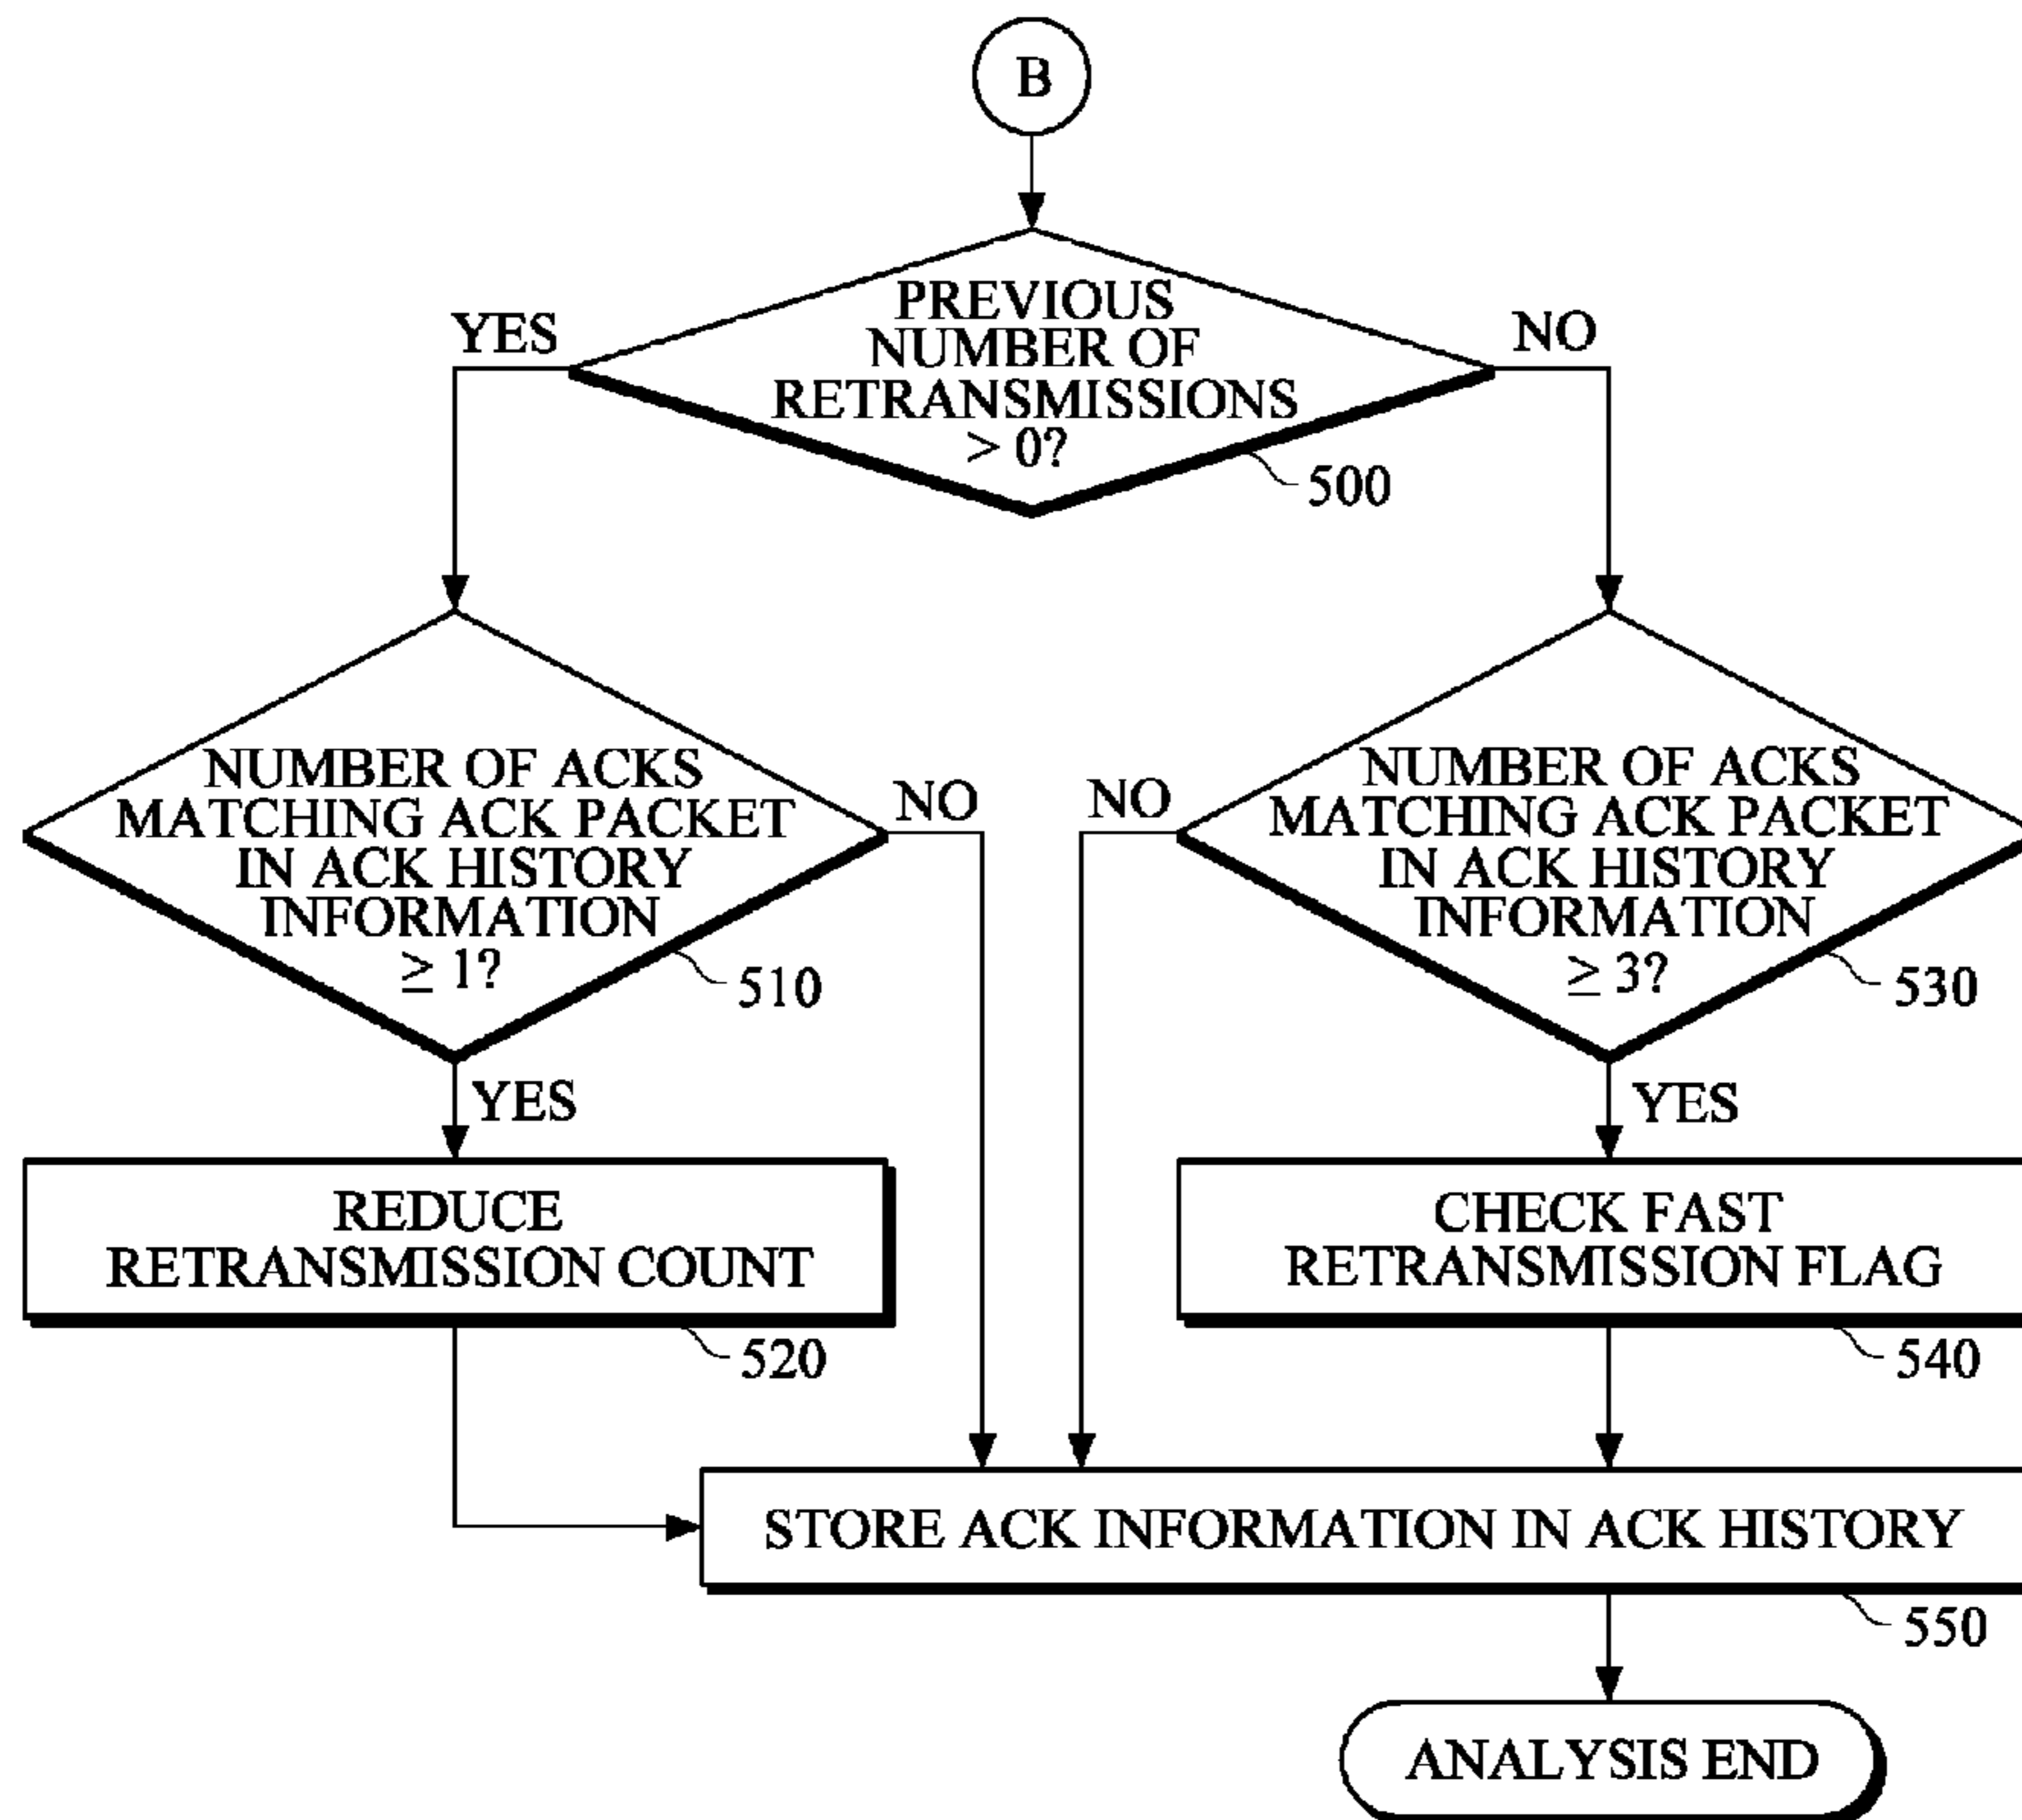 B
PREVIOUS
NUMBER OF
RETRANSMISSIONS
> 0?
500
YES
NO
NUMBER OF ACKS
MATCHING ACK PACKET
IN ACK HISTORY
INFORMATION
≥ 1?
510
NO
YES
NUMBER OF ACKS
MATCHING ACK PACKET
IN ACK HISTORY
INFORMATION
≥ 3?
530
NO
YES
REDUCE
RETRANSMISSION COUNT
520
CHECK FAST
RETRANSMISSION FLAG
540
STORE ACK INFORMATION IN ACK HISTORY
550
ANALYSIS END